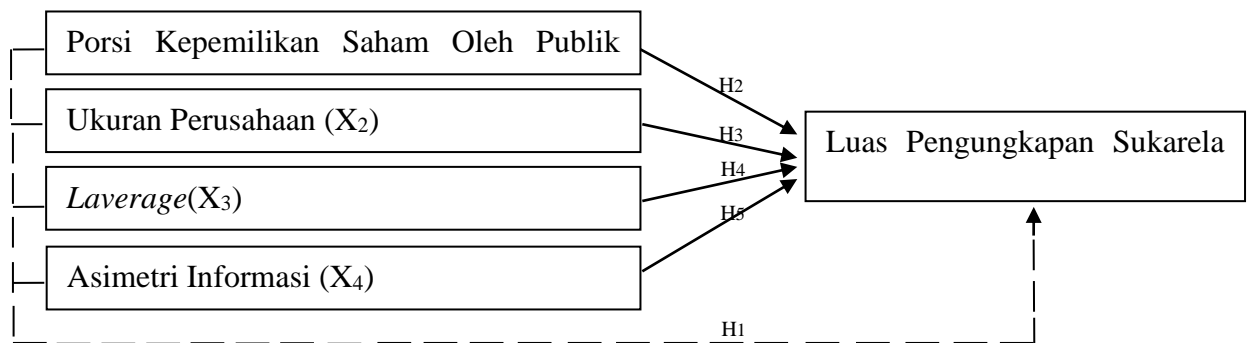 Porsi Kepemilikan Saham Oleh Publik
H2
Ukuran Perusahaan (X2)
H3
Luas Pengungkapan Sukarela
Laverage(X3)
H4
H5
Asimetri Informasi (X4)
H1